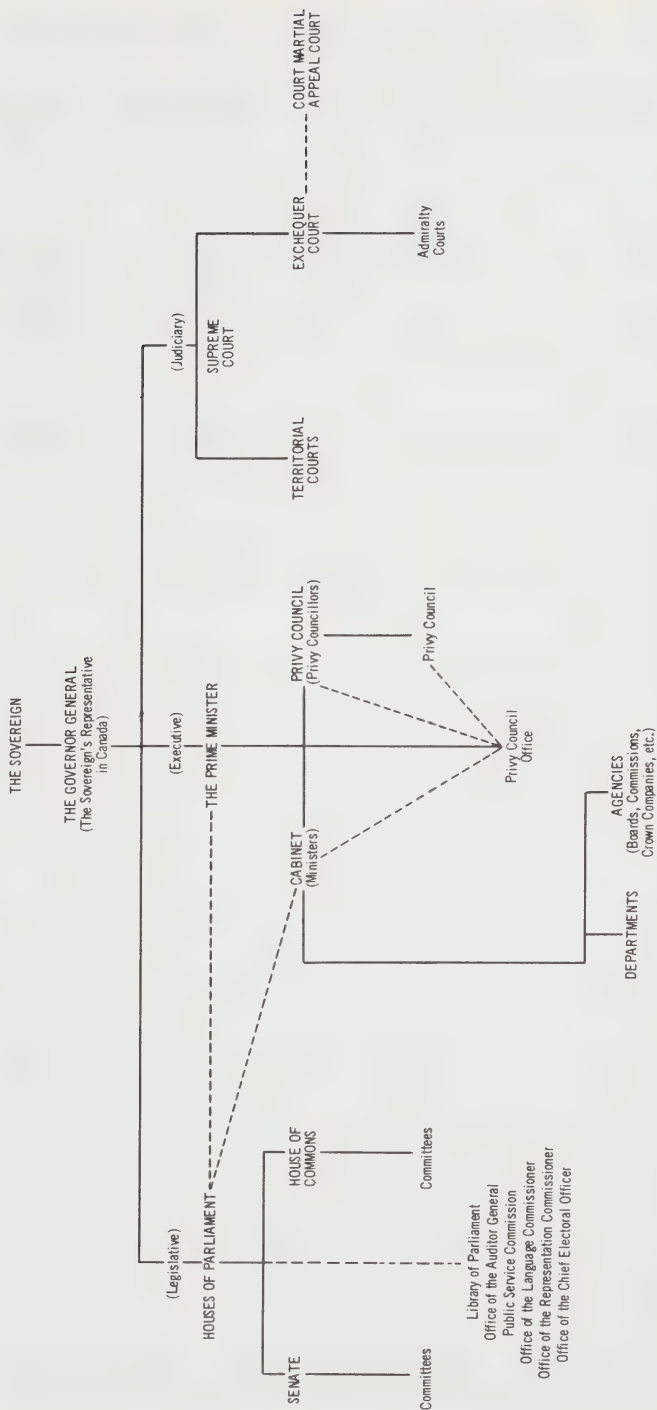 THE SOVEREIGN
THE GOVERNOR GENERAL
(The Sovereign's Representative
in Canada)
(Legislative)
HOUSES OF PARLIAMENT
(Executive)
THE PRIME MINISTER
(Judiciary)
SUPREME
COURT
SENATE
HOUSE OF
COMMONS
CABINET
(Ministers)
PRIVY COUNCIL
(Privy Councillors)
TERRITORIAL
COURTS
EXCHEQUER
COURT
COURT MARTIAL
APPEAL COURT
Committees
Committees
Privy Council
Admiralty
Courts
Library of Parliament
Office of the Auditor General
Public Service Commission
Office of the Language Commissioner
Office of the Representation Commissioner
Office of the Chief Electoral Officer
Privy Council
Office
DEPARTMENTS
AGENCIES
(Boards, Commissions,
Crown Companies, etc.)